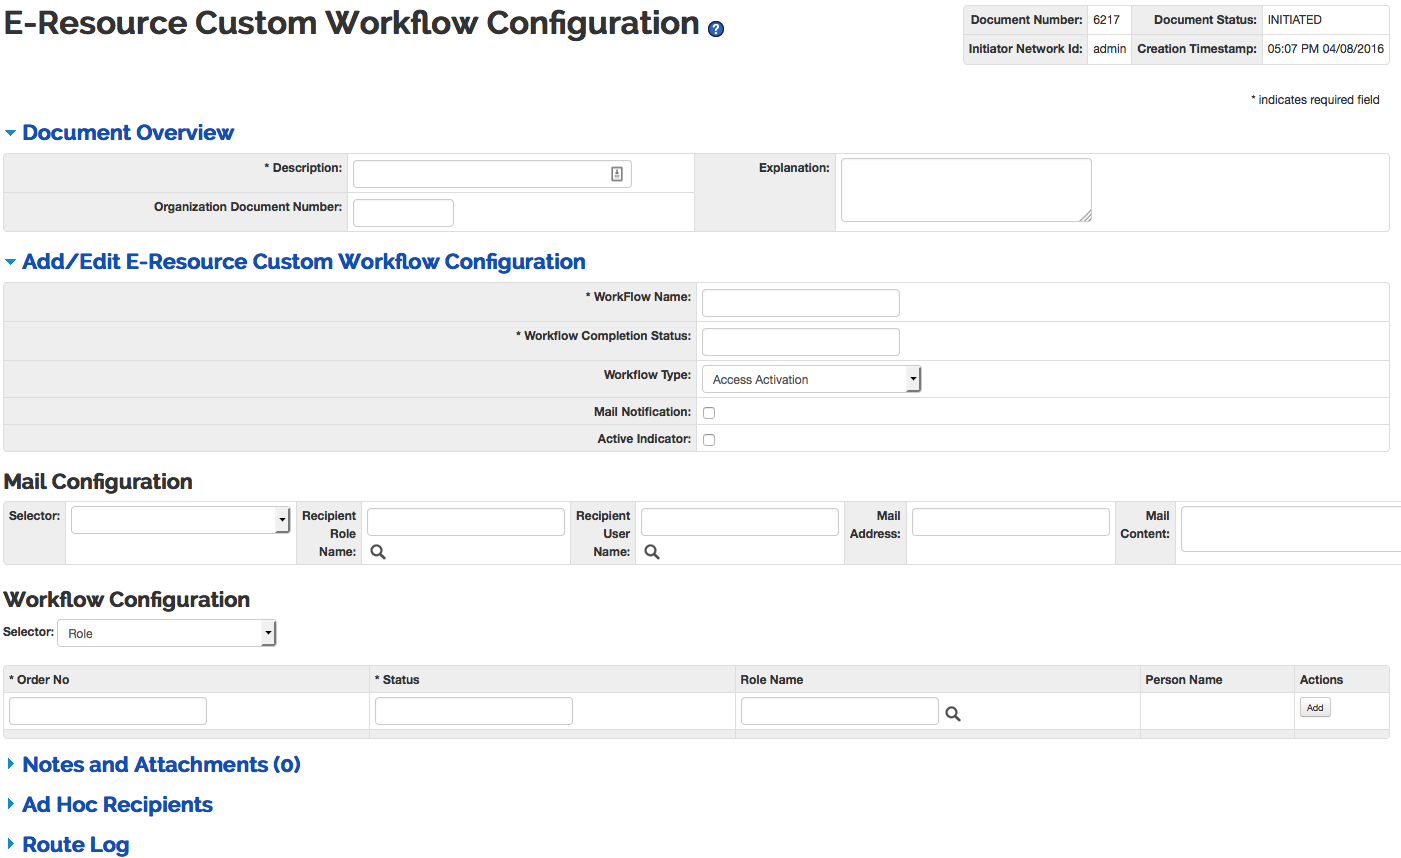 E-Resource Custom Workflow Configuration ?
Document Number: 6217 Document Status: INITIATED
Initiator Network Id: admin Creation Timestamp: 05:07 PM 04/08/2016
* indicates required field
Document Overview
* Description: Explanation:
Organization Document Number:
Add/Edit E-Resource Custom Workflow Configuration
* WorkFlow Name:
* Workflow Completion Status:
Workflow Type: Access Activation
Mail Notification:
Active Indicator:
Mail Configuration
Selector: Recipient Role Name: Recipient User Name: Mail Address: Mail Content:
Workflow Configuration
Selector: Role
* Order No * Status Role Name Person Name Actions
Add
Notes and Attachments (0)
Ad Hoc Recipients
Route Log